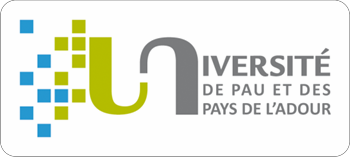 UNIVERSITÉ
DE PAU ET DES
PAYS DE L'ADOUR